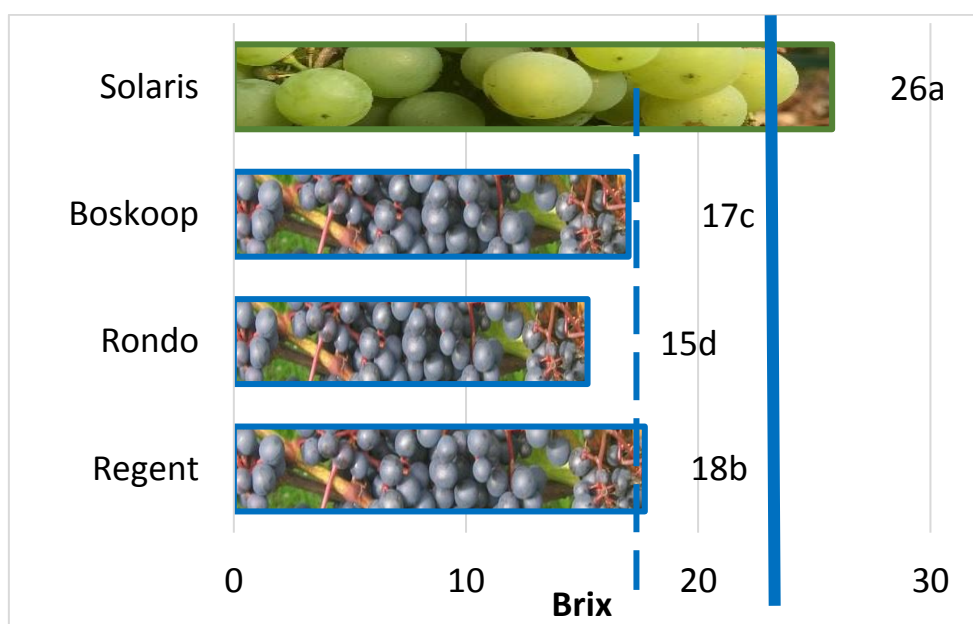 Solaris 26a
Boskoop 17c
Rondo 15d
Regent 18b
0 10 20 30
Brix